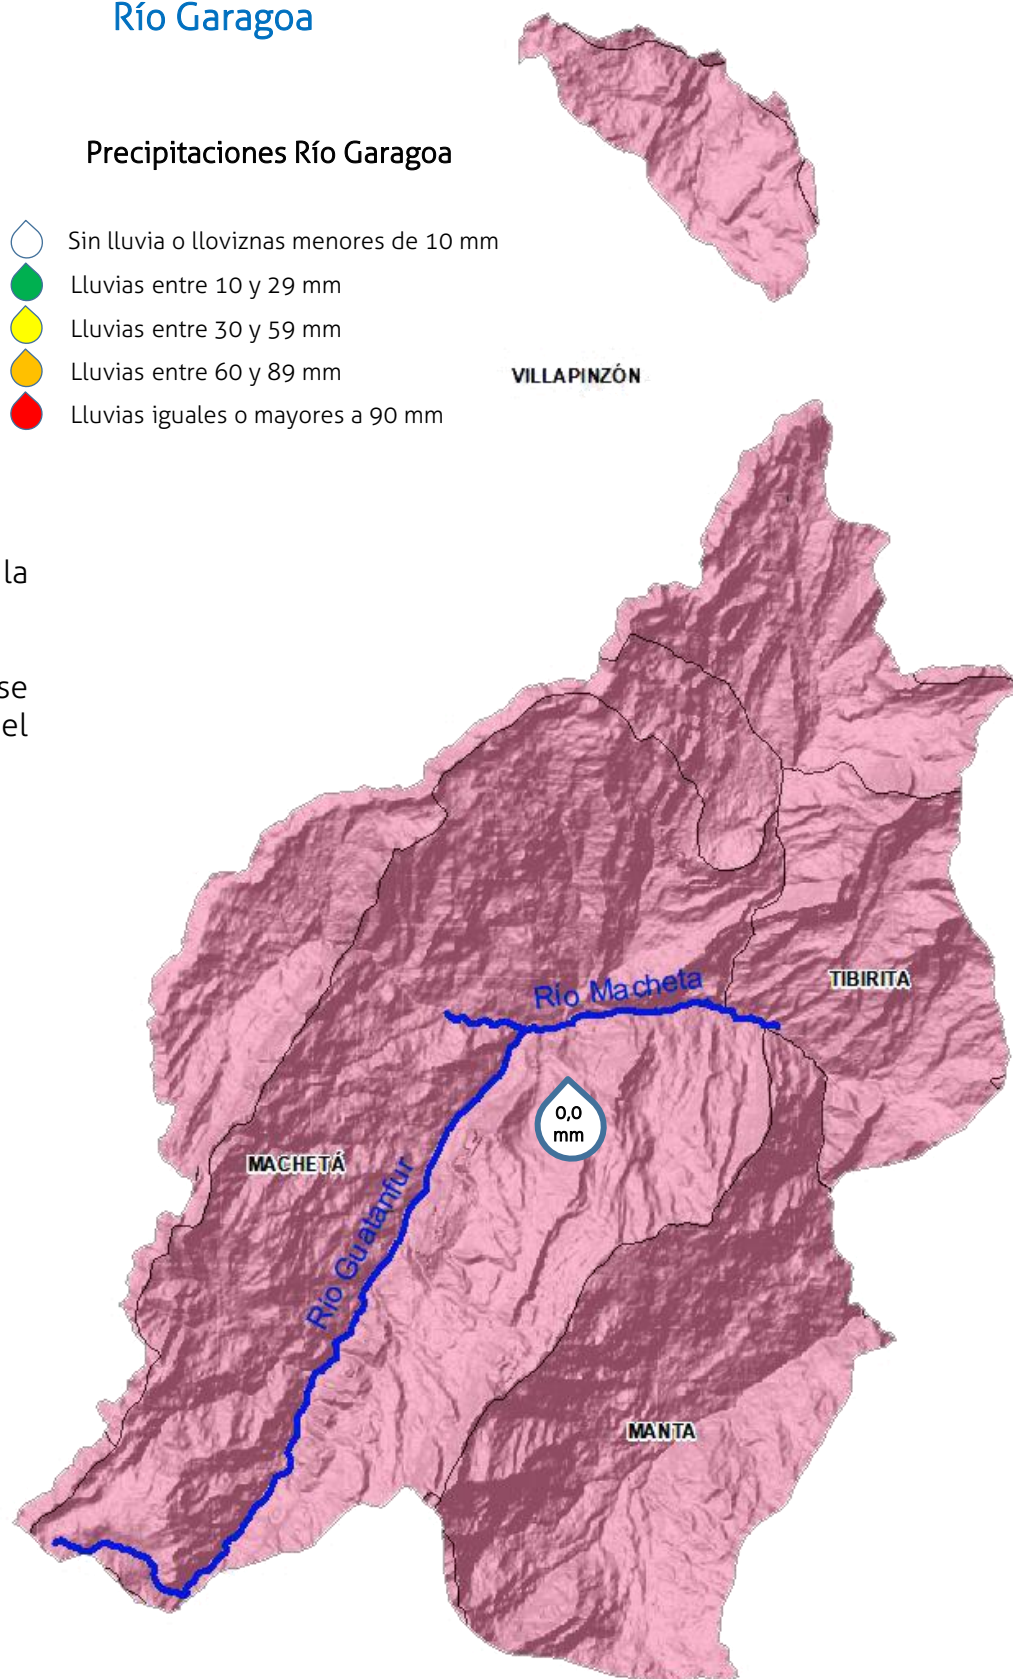 Río Garagoa
Precipitaciones Río Garagoa
Sin lluvia o lloviznas menores de 10 mm
Lluvias entre 10 y 29 mm
Lluvias entre 30 y 59 mm
Lluvias entre 60 y 89 mm
Lluvias iguales o mayores a 90 mm
VILLAPINZÓN
la
se
el
Río Macheta
TIBIRITA
0,0
mm
MACHETÁ
Río Guatanfur
MANTA